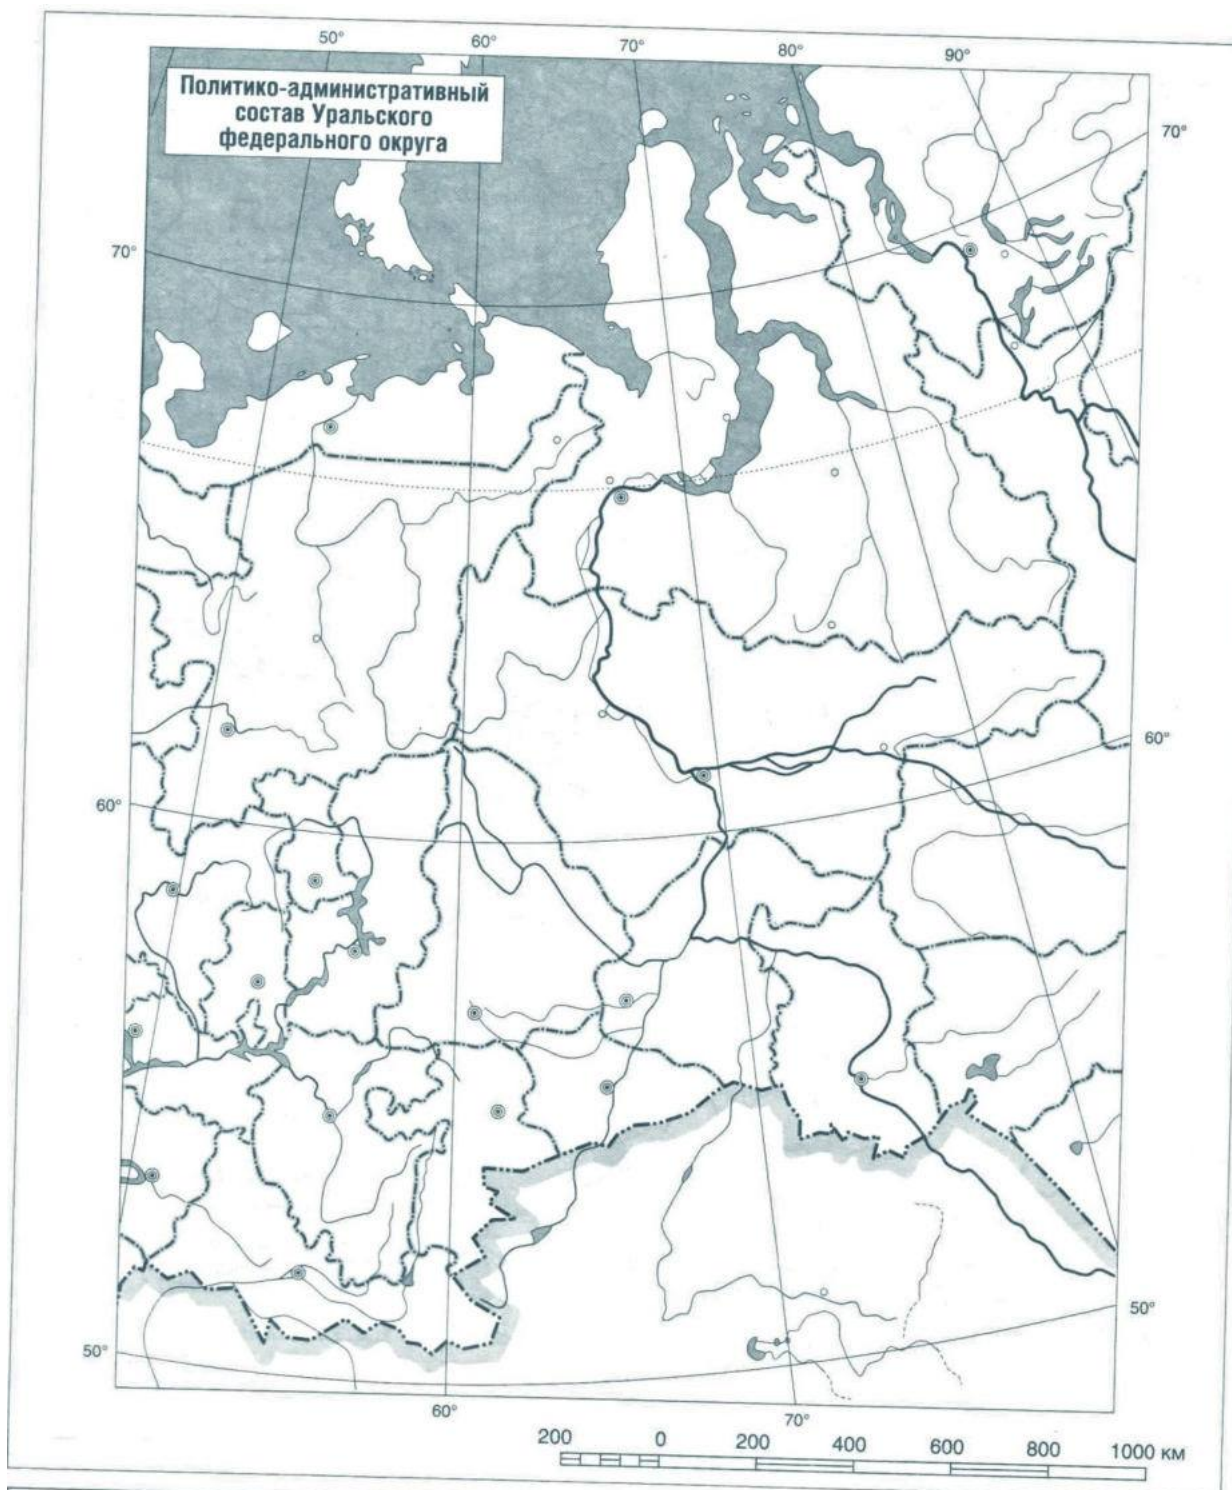 50° 60° 70° 80° 90°
Политико-административный
состав Уральского
федерального округа
70°
70°
60°
60°
50°
50°
60° 70°
200 0 200 400 600 800 1000 км